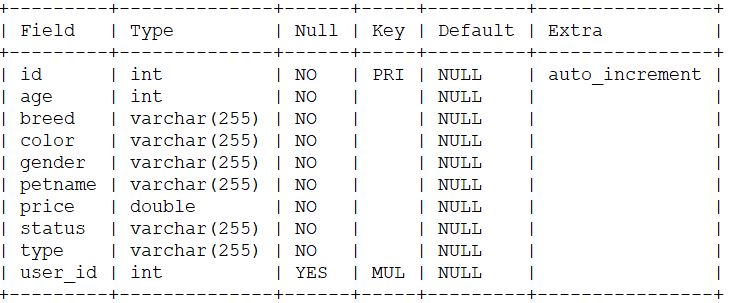 +---------+--------------+------+-----+---------+----------------+
| Field   | Type         | Null | Key | Default | Extra          |
+---------+--------------+------+-----+---------+----------------+
| id      | int          | NO   | PRI | NULL    | auto_increment |
| age     | int          | NO   |     | NULL    |                |
| breed   | varchar(255) | NO   |     | NULL    |                |
| color   | varchar(255) | NO   |     | NULL    |                |
| gender  | varchar(255) | NO   |     | NULL    |                |
| petname | varchar(255) | NO   |     | NULL    |                |
| price   | double       | NO   |     | NULL    |                |
| status  | varchar(255) | NO   |     | NULL    |                |
| type    | varchar(255) | NO   |     | NULL    |                |
| user_id | int          | YES  | MUL | NULL    |                |
+---------+--------------+------+-----+---------+----------------+